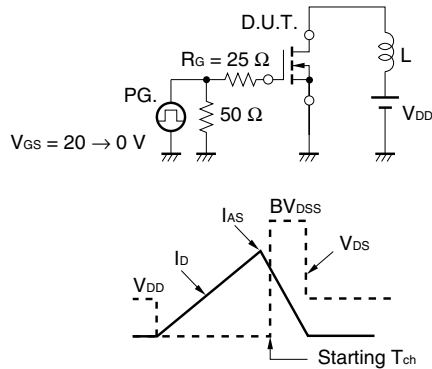 D.U.T.
RG = 25 Ω
L
PG.
50 Ω
VDD
VGS = 20 → 0 V
BVDSS
IAS
VDS
ID
VDD
Starting Tch